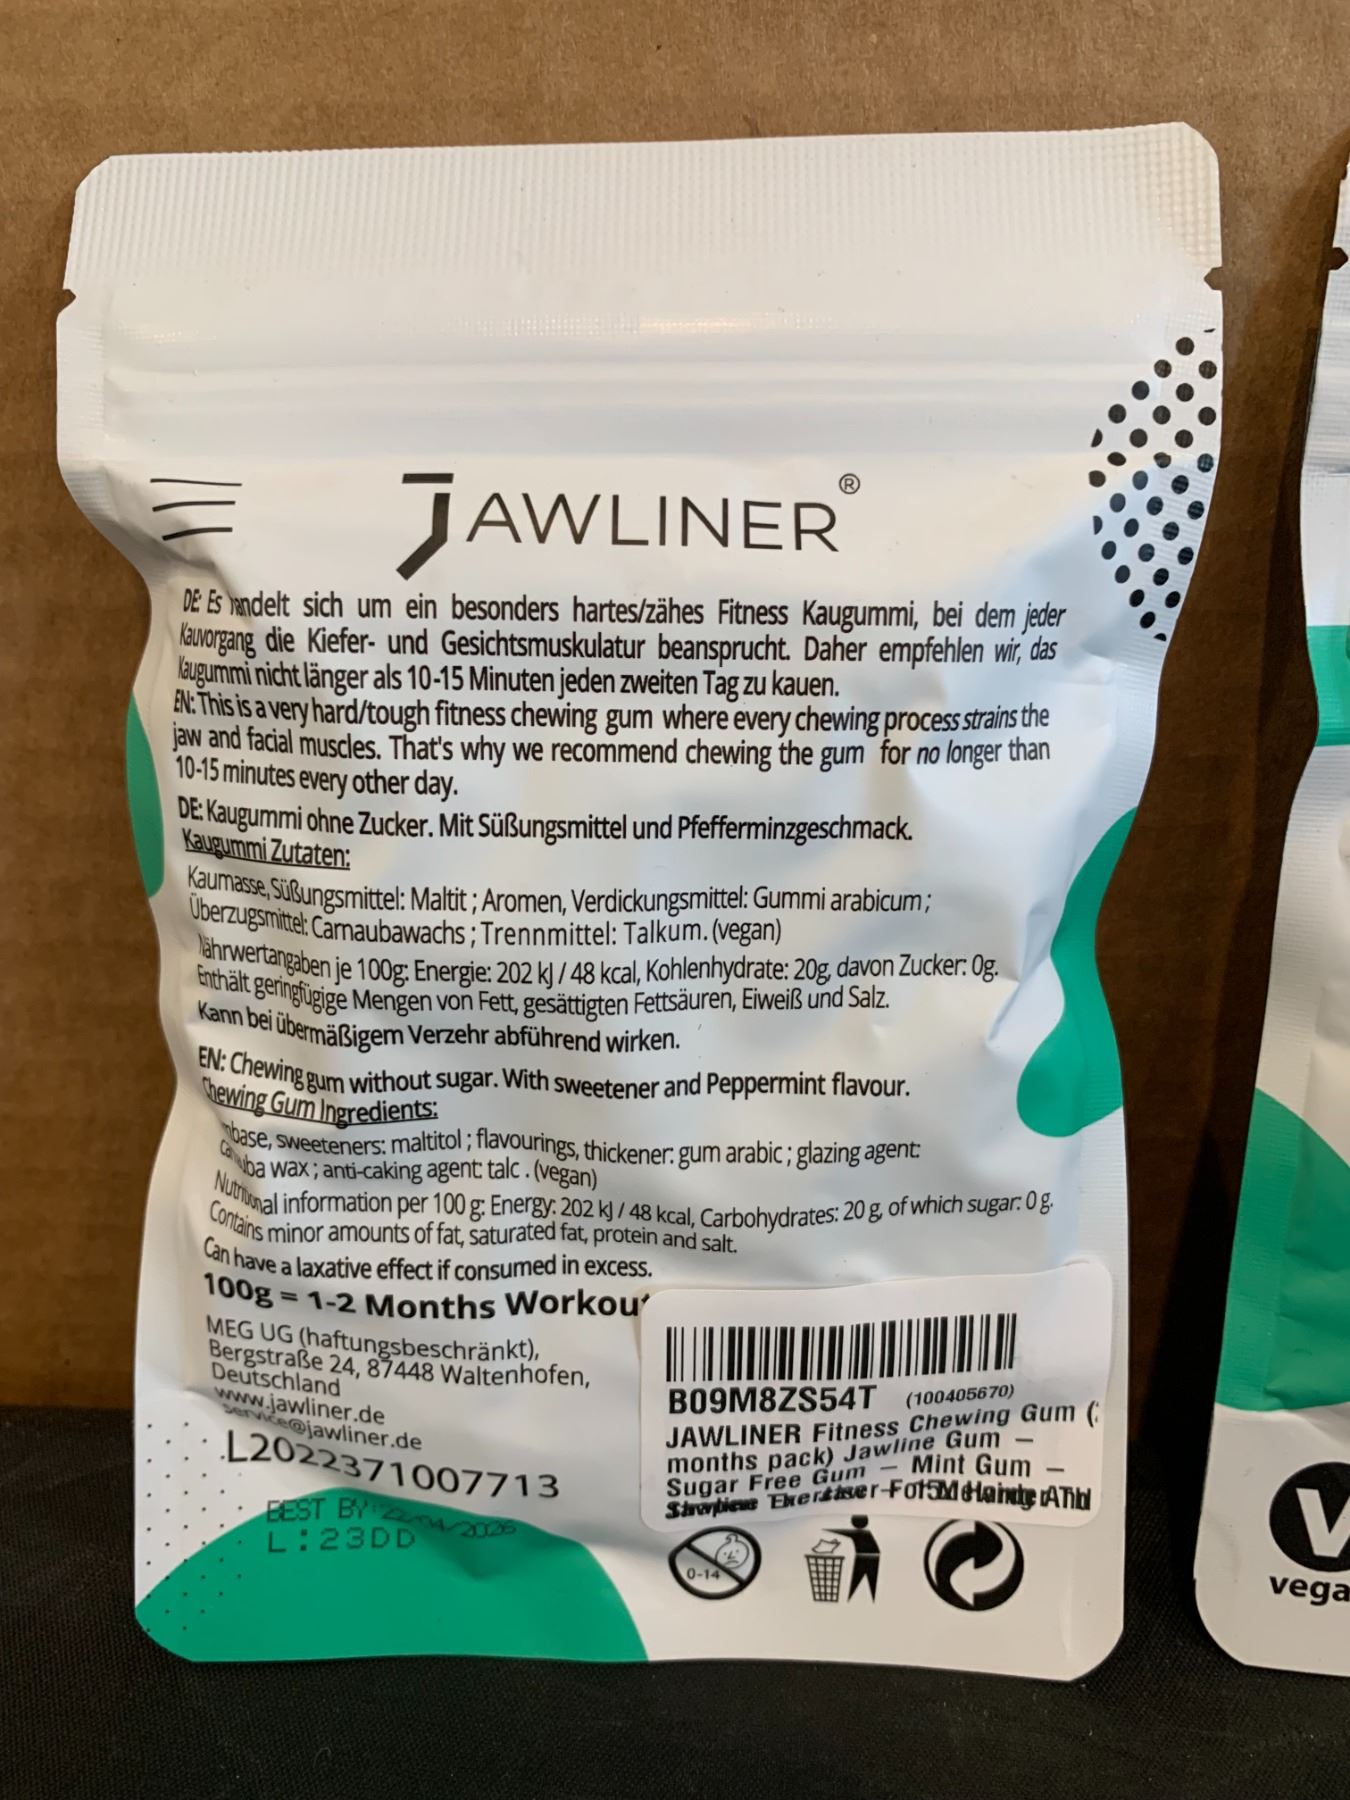 JAWLINER®
DE: Es handelt sich um ein besonders hartes/zähes Fitness Kaugummi, bei dem jeder
Kauvorgang die Kiefer- und Gesichtsmuskulatur beansprucht. Daher empfehlen wir, das
Kaugummi nicht länger als 10-15 Minuten jeden zweiten Tag zu kauen.
EN: This is a very hard/tough fitness chewing gum where every chewing process strains the
jaw and facial muscles. That's why we recommend chewing the gum for no longer than
10-15 minutes every other day.
DE: Kaugummi ohne Zucker. Mit Süßungsmittel und Pfefferminzgeschmack.
Kaugummi Zutaten:
Kaumasse, Süßungsmittel: Maltit ; Aromen, Verdickungsmittel: Gummi arabicum ;
Überzugsmittel: Carnaubawachs ; Trennmittel: Talkum. (vegan)
Nährwertangaben je 100g: Energie: 202 kJ / 48 kcal, Kohlenhydrate: 20g, davon Zucker: 0g.
Enthält geringfügige Mengen von Fett, gesättigten Fettsäuren, Eiweiß und Salz.
Kann bei übermäßigem Verzehr abführend wirken.
EN: Chewing gum without sugar. With sweetener and Peppermint flavour.
Chewing Gum Ingredients:
base, sweeteners: maltitol ; flavourings, thickener: gum arabic ; glazing agent:
wax ; anti-caking agent: talc . (vegan)
Nutritional information per 100 g: Energy: 202 kJ / 48 kcal, Carbohydrates: 20 g, of which sugar: 0 g.
Contains minor amounts of fat, saturated fat, protein and salt.
Can have a laxative effect if consumed in excess.
100g = 1-2 Months Workou
MEG UG (haftungsbeschränkt),
Bergstraße 24, 87448 Waltenhofen,
Deutschland
www.jawliner.de
service@jawliner.de
L2022371007713
BEST BY: 22/04/2026
L:23DD
B09M8ZS54T (100405670)
JAWLINER Fitness Chewing Gum (
months pack) Jawline Gum –
Sugar Free Gum – Mint Gum –
0-14
vega